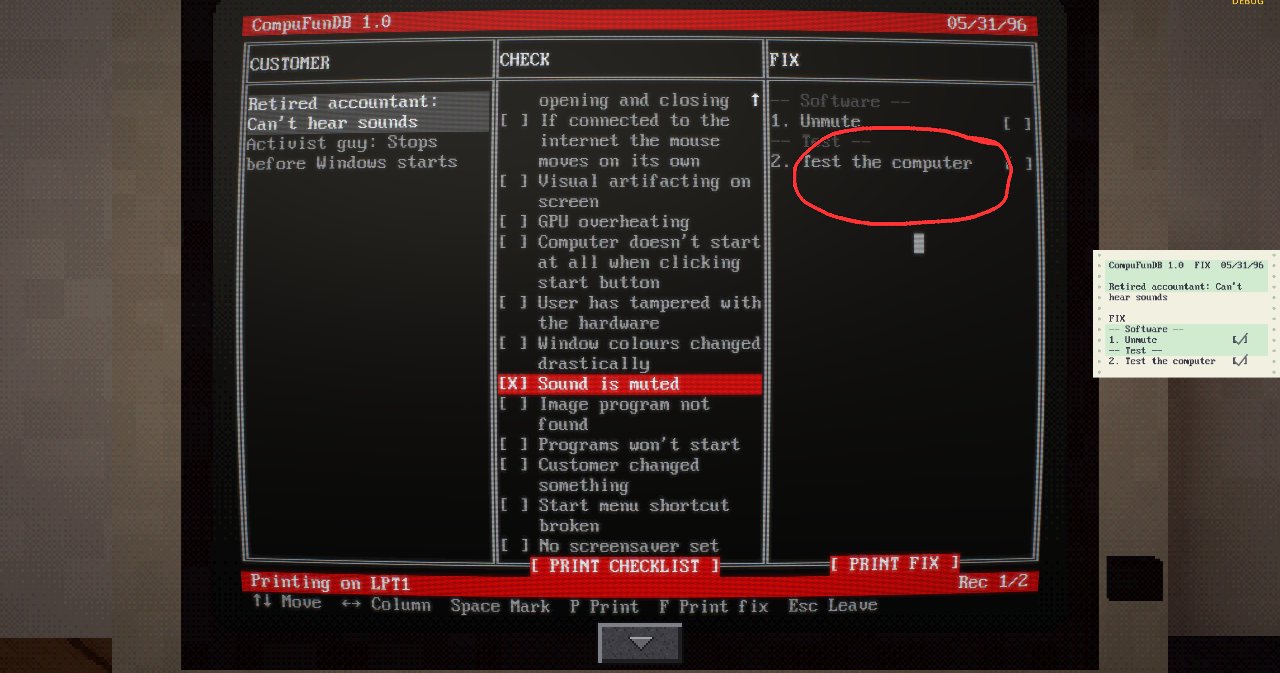 DEBUG
CompuFunDB 1.0 05/31/96
CUSTOMER CHECK FIX
Retired accountant:
Can't hear sounds
Activist guy: Stops
before Windows starts
opening and closing ↑
[ ] If connected to the
internet the mouse
moves on its own
[ ] Visual artifacting on
screen
[ ] GPU overheating
[ ] Computer doesn't start
at all when clicking
start button
[ ] User has tampered with
the hardware
[ ] Window colours changed
drastically
[X] Sound is muted
[ ] Image program not
found
[ ] Programs won't start
[ ] Customer changed
something
[ ] Start menu shortcut
broken
[ ] No screensaver set
-- Software --
1. Unmute [ ]
-- Test --
2. Test the computer [ ]
[ PRINT CHECKLIST ] [ PRINT FIX ]
Printing on LPT1 Rec 1/2
↑↓ Move ↔ Column Space Mark P Print F Print fix Esc Leave
CompuFunDB 1.0 FIX 05/31/96
Retired accountant: Can't
hear sounds
FIX
-- Software --
1. Unmute [✓]
-- Test --
2. Test the computer [✓]